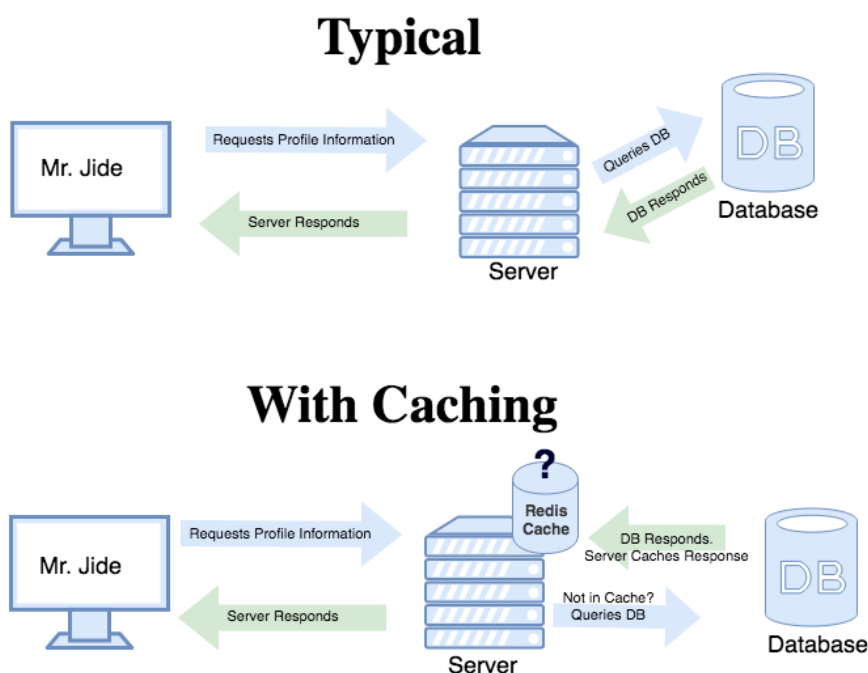 Typical
Mr. Jide
Requests Profile Information
Server Responds
Server
Queries DB
DB Responds
DB
Database
With Caching
Mr. Jide
Requests Profile Information
Server Responds
?
Redis
Cache
Server
DB Responds.
Server Caches Response
Not in Cache?
Queries DB
DB
Database